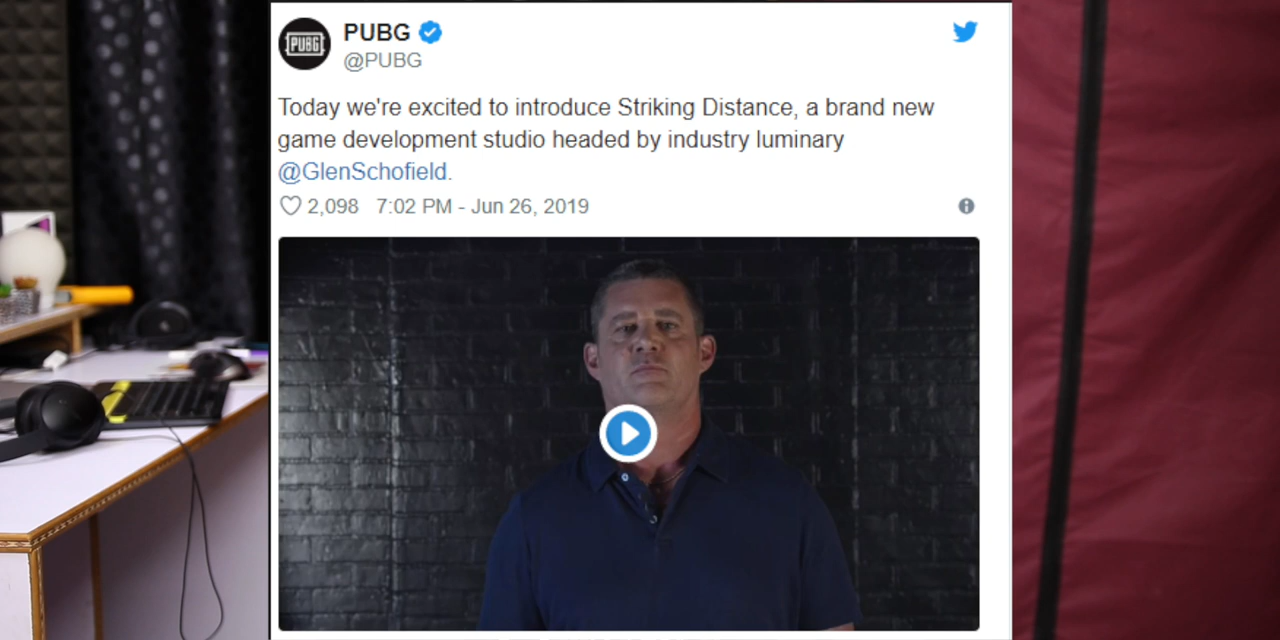 PUBG
PUBG
@PUBG
Today we're excited to introduce Striking Distance, a brand new
game development studio headed by industry luminary
@GlenSchofield.
2,098 7:02 PM - Jun 26, 2019